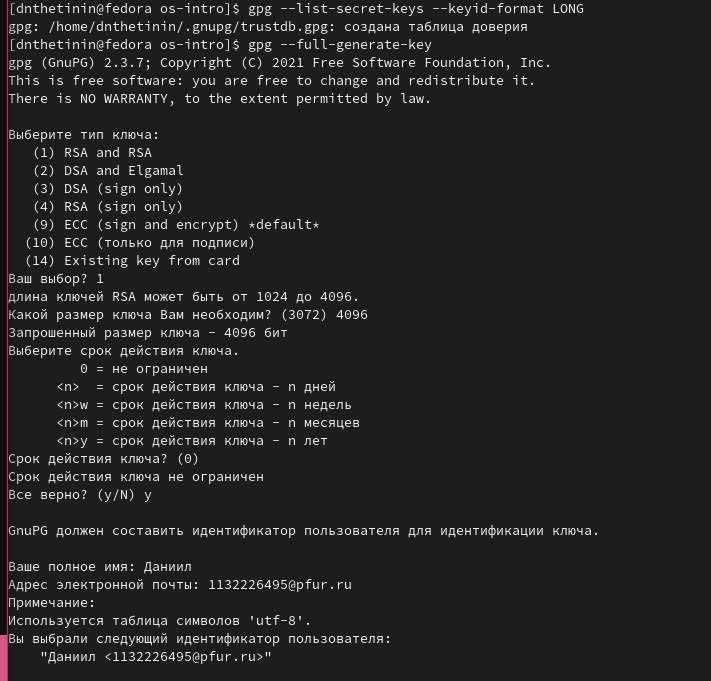 [dnthetinin@fedora os-intro]$ gpg --list-secret-keys --keyid-format LONG
gpg: /home/dnthetinin/.gnupg/trustdb.gpg: создана таблица доверия
[dnthetinin@fedora os-intro]$ gpg --full-generate-key
gpg (GnuPG) 2.3.7; Copyright (C) 2021 Free Software Foundation, Inc.
This is free software: you are free to change and redistribute it.
There is NO WARRANTY, to the extent permitted by law.

Выберите тип ключа:
   (1) RSA and RSA
   (2) DSA and Elgamal
   (3) DSA (sign only)
   (4) RSA (sign only)
   (9) ECC (sign and encrypt) *default*
  (10) ECC (только для подписи)
  (14) Existing key from card
Ваш выбор? 1
длина ключей RSA может быть от 1024 до 4096.
Какой размер ключа Вам необходим? (3072) 4096
Запрошенный размер ключа - 4096 бит
Выберите срок действия ключа.
         0 = не ограничен
      <n>  = срок действия ключа - n дней
      <n>w = срок действия ключа - n недель
      <n>m = срок действия ключа - n месяцев
      <n>y = срок действия ключа - n лет
Срок действия ключа? (0)
Срок действия ключа не ограничен
Все верно? (y/N) y

GnuPG должен составить идентификатор пользователя для идентификации ключа.

Ваше полное имя: Даниил
Адрес электронной почты: 1132226495@pfur.ru
Примечание:
Используется таблица символов 'utf-8'.
Вы выбрали следующий идентификатор пользователя:
    "Даниил <1132226495@pfur.ru>"